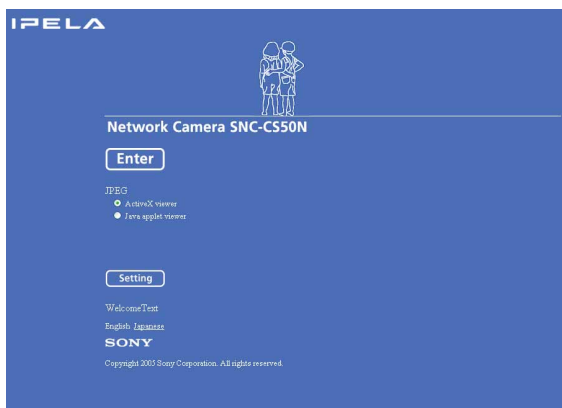 IPELA
Network Camera SNC-CS50N
Enter
JPEG
ActiveX viewer
Java applet viewer
Setting
WelcomeText
English Japanese
SONY
Copyright 2005 Sony Corporation. All rights reserved.